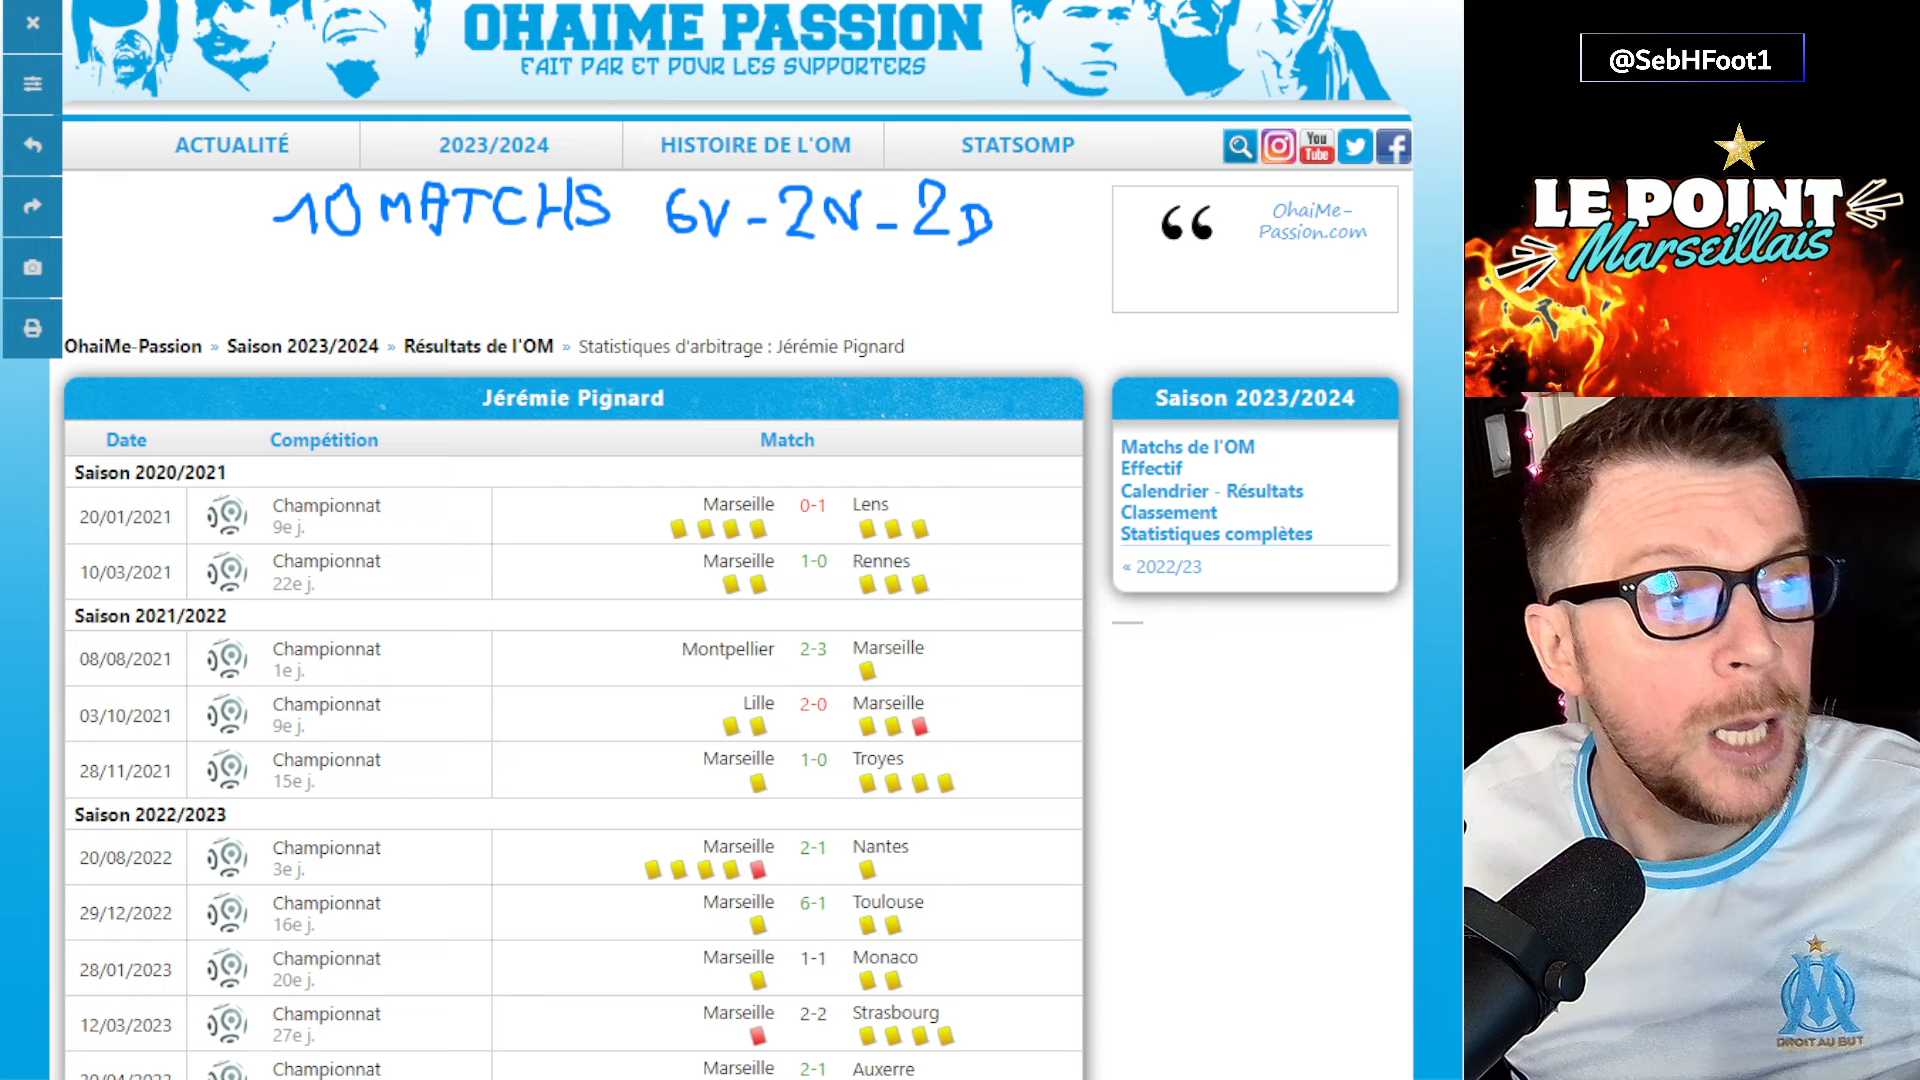 OHAIME PASSION
FAIT PAR ET POUR LES SUPPORTERS
@SebHFoot1
ACTUALITÉ
2023/2024
HISTOIRE DE L'OM
STATSOMP
You Tube
LE POINT
Marseillais
10 MATCHS 6V-2N-2D
“ OhaiMe-
Passion.com
OhaiMe-Passion » Saison 2023/2024 » Résultats de l'OM » Statistiques d'arbitrage : Jérémie Pignard
Jérémie Pignard
Date Compétition Match
Saison 2020/2021
20/01/2021 Championnat 9e j. Marseille 0-1 Lens
10/03/2021 Championnat 22e j. Marseille 1-0 Rennes
Saison 2021/2022
08/08/2021 Championnat 1e j. Montpellier 2-3 Marseille
03/10/2021 Championnat 9e j. Lille 2-0 Marseille
28/11/2021 Championnat 15e j. Marseille 1-0 Troyes
Saison 2022/2023
20/08/2022 Championnat 3e j. Marseille 2-1 Nantes
29/12/2022 Championnat 16e j. Marseille 6-1 Toulouse
28/01/2023 Championnat 20e j. Marseille 1-1 Monaco
12/03/2023 Championnat 27e j. Marseille 2-2 Strasbourg
Championnat Marseille 2-1 Auxerre
Saison 2023/2024
Matchs de l'OM
Effectif
Calendrier - Résultats
Classement
Statistiques complètes
« 2022/23
DROIT AU BUT